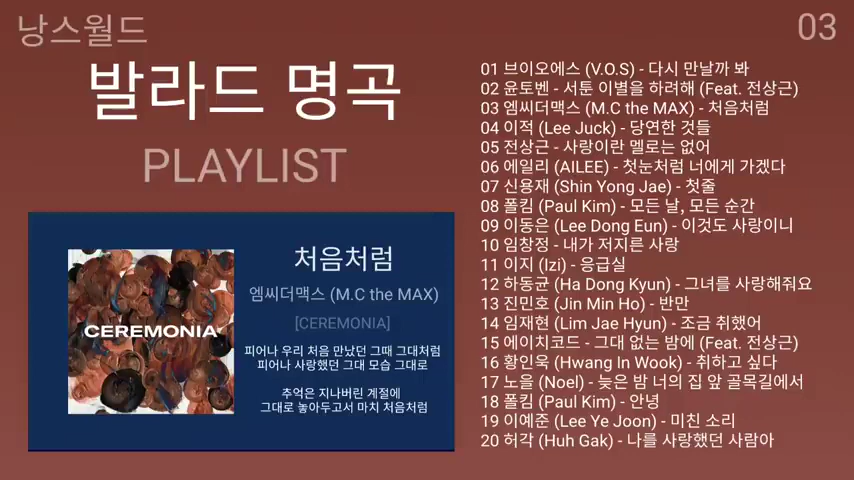 낭스월드
03
발라드 명곡
PLAYLIST
CEREMONIA
처음처럼
엠씨더맥스 (M.C the MAX)
[CEREMONIA]
피어나 우리 처음 만났던 그때 그대처럼
피어나 사랑했던 그대 모습 그대로
추억은 지나버린 계절에
그대로 놓아두고서 마치 처음처럼
01 브이오에스 (V.O.S) - 다시 만날까 봐
02 윤토벤 - 서툰 이별을 하려해 (Feat. 전상근)
03 엠씨더맥스 (M.C the MAX) - 처음처럼
04 이적 (Lee Juck) - 당연한 것들
05 전상근 - 사랑이란 멜로는 없어
06 에일리 (AILEE) - 첫눈처럼 너에게 가겠다
07 신용재 (Shin Yong Jae) - 첫줄
08 폴킴 (Paul Kim) - 모든 날, 모든 순간
09 이동은 (Lee Dong Eun) - 이것도 사랑이니
10 임창정 - 내가 저지른 사랑
11 이지 (Izi) - 응급실
12 하동균 (Ha Dong Kyun) - 그녀를 사랑해줘요
13 진민호 (Jin Min Ho) - 반만
14 임재현 (Lim Jae Hyun) - 조금 취했어
15 에이치코드 - 그대 없는 밤에 (Feat. 전상근)
16 황인욱 (Hwang In Wook) - 취하고 싶다
17 노을 (Noel) - 늦은 밤 너의 집 앞 골목길에서
18 폴킴 (Paul Kim) - 안녕
19 이예준 (Lee Ye Joon) - 미친 소리
20 허각 (Huh Gak) - 나를 사랑했던 사람아